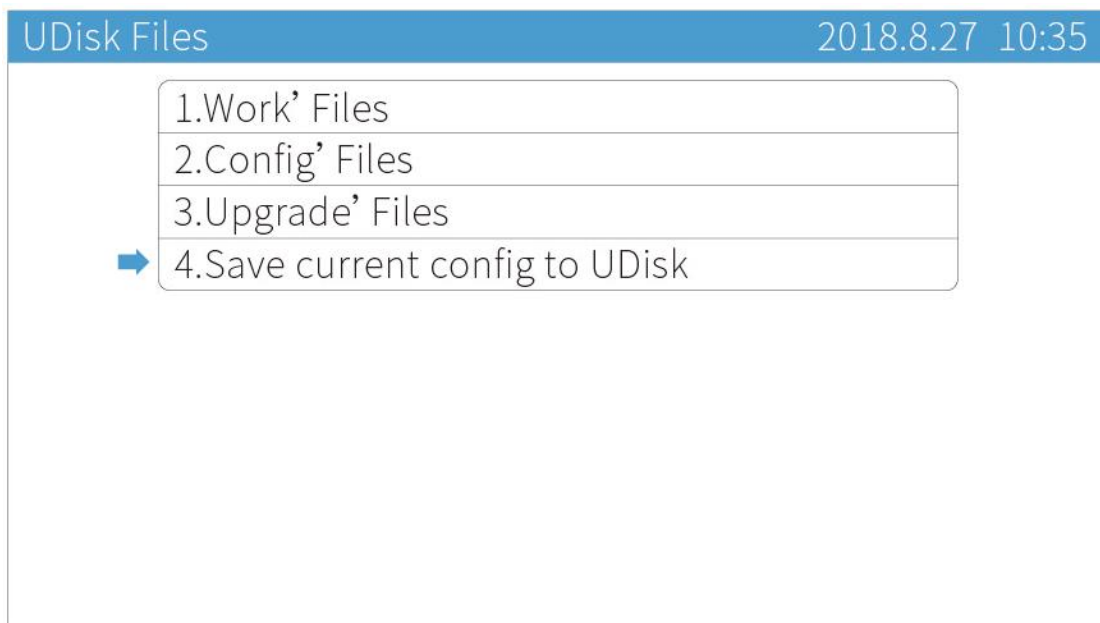 UDisk Files 2018.8.27 10:35
1.Work’ Files
2.Config’ Files
3.Upgrade’ Files
4.Save current config to UDisk